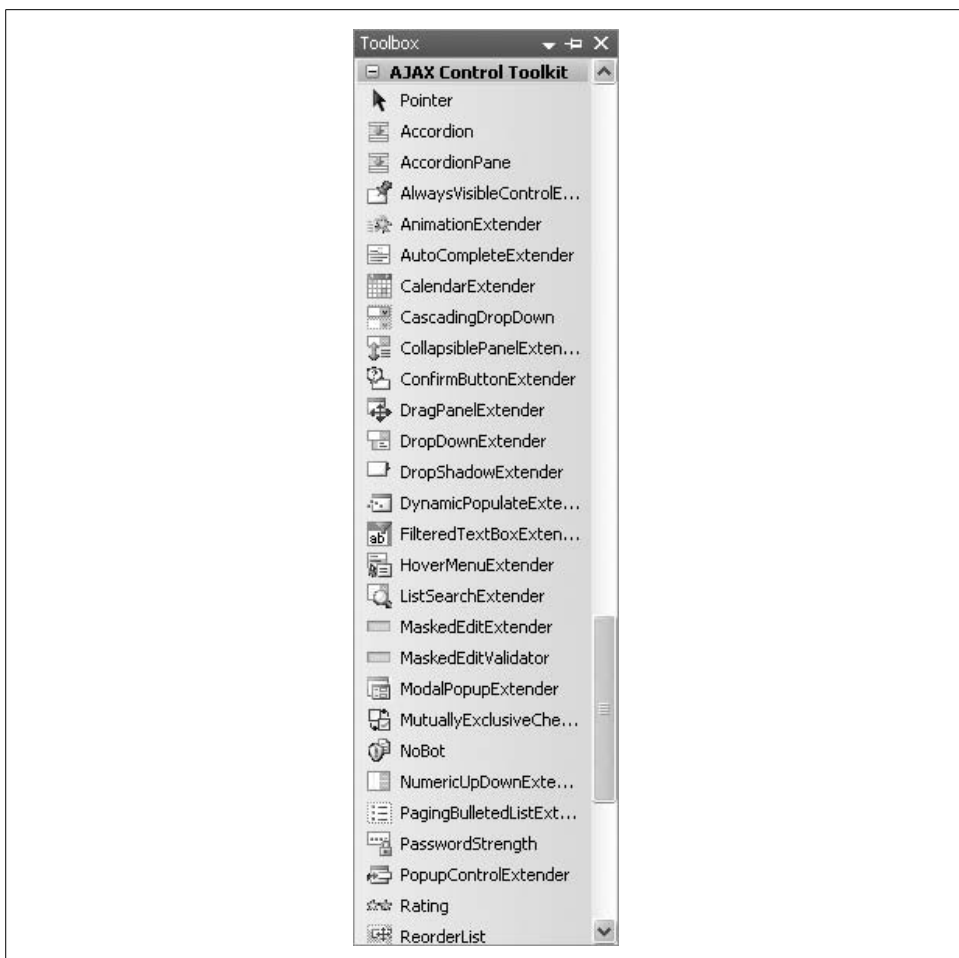 Toolbox
AJAX Control Toolkit
Pointer
Accordion
AccordionPane
AlwaysVisibleControlE...
AnimationExtender
AutoCompleteExtender
CalendarExtender
CascadingDropDown
CollapsiblePanelExten...
ConfirmButtonExtender
DragPanelExtender
DropDownExtender
DropShadowExtender
DynamicPopulateExte...
FilteredTextBoxExten...
HoverMenuExtender
ListSearchExtender
MaskedEditExtender
MaskedEditValidator
ModalPopupExtender
MutuallyExclusiveChe...
NoBot
NumericUpDownExte...
PagingBulletedListExt...
PasswordStrength
PopupControlExtender
Rating
ReorderList